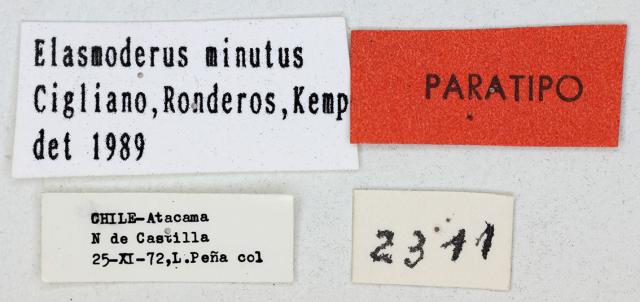 Elasmoderus minutus
Cigliano,Ronderos,Kemp
det 1989
PARATIPO
CHILE-Atacama
N de Castilla
25-XI-72,L.Peña col
2311